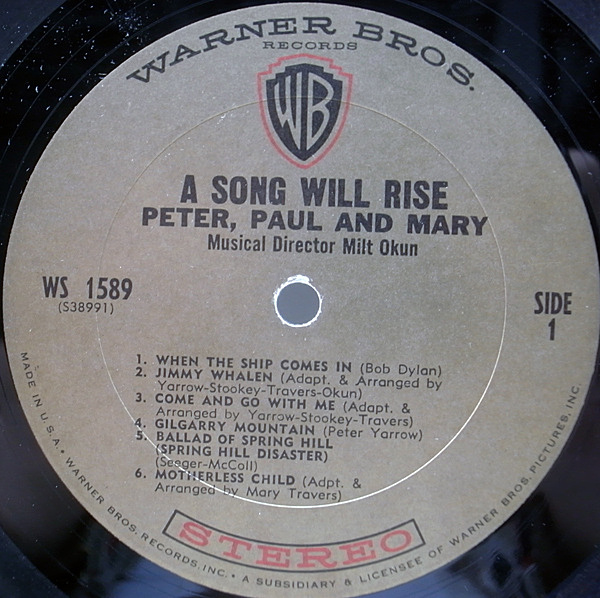 WARNER BROS.
RECORDS
WB
A SONG WILL RISE
PETER, PAUL AND MARY
Musical Director Milt Okun
WS 1589
(S38991)
SIDE
1
1. WHEN THE SHIP COMES IN (Bob Dylan)
2. JIMMY WHALEN (Adapt. & Arranged by
Yarrow-Stookey-Travers-Okun)
3. COME AND GO WITH ME (Adapt. &
Arranged by Yarrow-Stookey-Travers)
4. GILGARRY MOUNTAIN (Peter Yarrow)
5. BALLAD OF SPRING HILL
(SPRING HILL DISASTER)
(Seeger-McColl)
6. MOTHERLESS CHILD (Adpt. &
Arranged by Mary Travers)
STEREO
MADE IN U.S.A. • WARNER BROS. RECORDS, INC. • A SUBSIDIARY & LICENSEE OF WARNER BROS. PICTURES, INC.